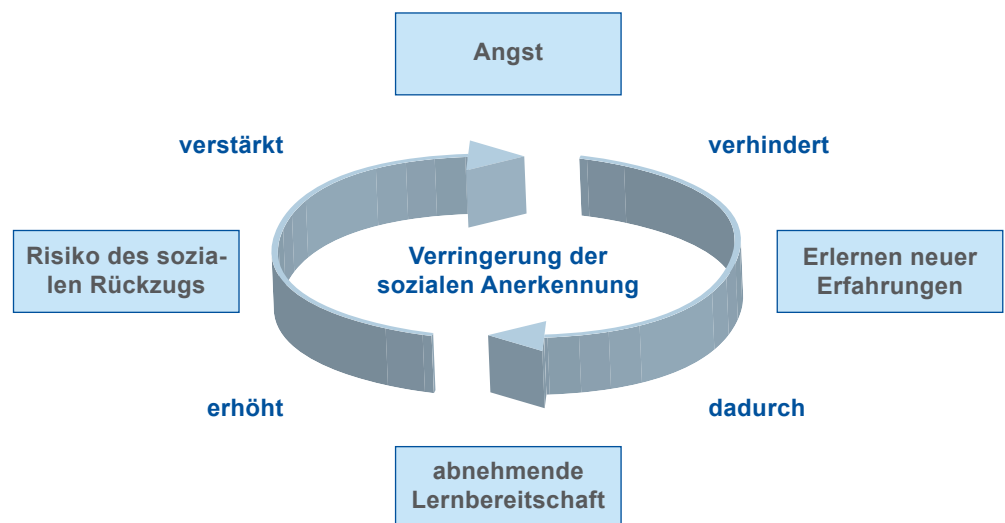 Angst
verstärkt
verhindert
Risiko des sozia-
len Rückzugs
Verringerung der
sozialen Anerkennung
Erlernen neuer
Erfahrungen
erhöht
dadurch
abnehmende
Lernbereitschaft